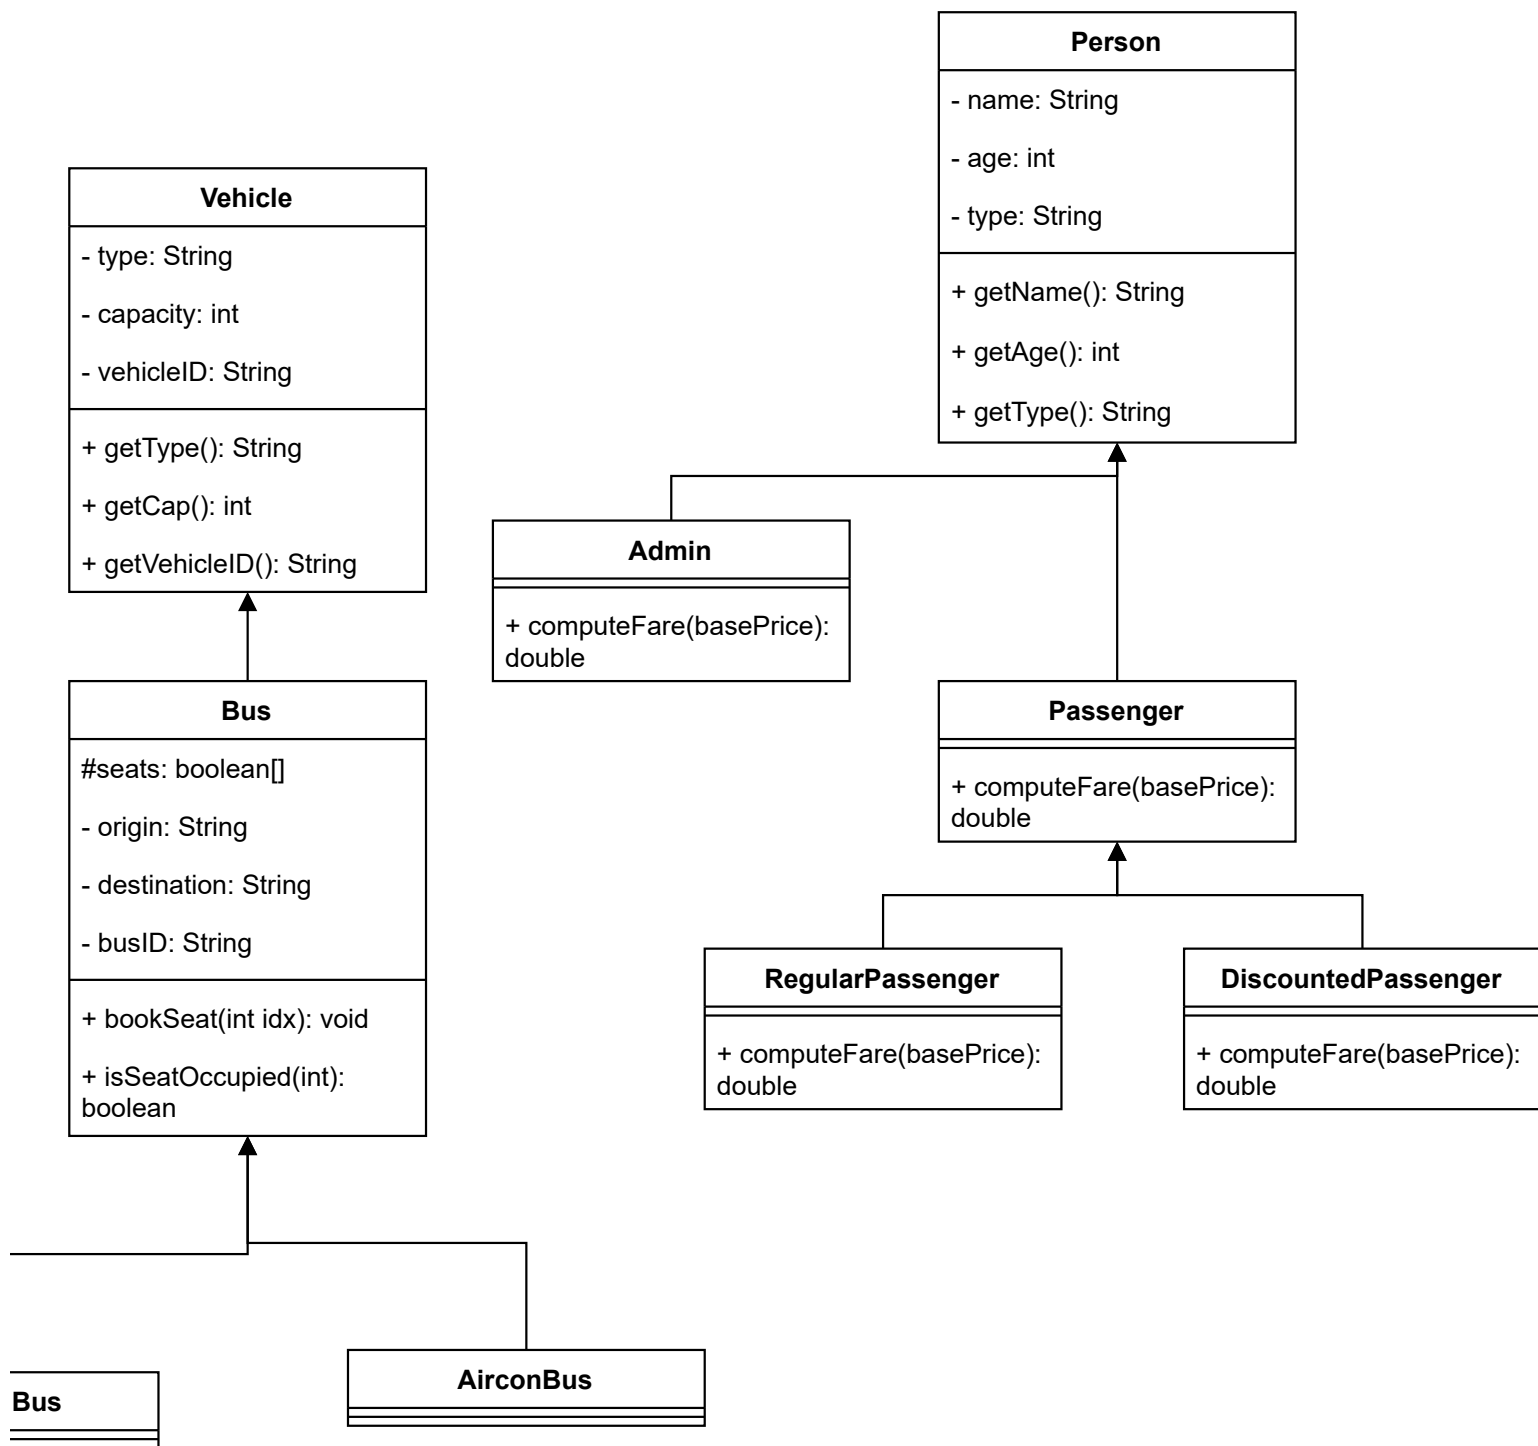 Person
- name: String
- age: int
- type: String
+ getName(): String
+ getAge(): int
+ getType(): String
Vehicle
- type: String
- capacity: int
- vehicleID: String
+ getType(): String
+ getCap(): int
+ getVehicleID(): String
Admin
+ computeFare(basePrice):
double
Bus
#seats: boolean[]
- origin: String
- destination: String
- busID: String
+ bookSeat(int idx): void
+ isSeatOccupied(int):
boolean
Passenger
+ computeFare(basePrice):
double
RegularPassenger
+ computeFare(basePrice):
double
DiscountedPassenger
+ computeFare(basePrice):
double
Bus
AirconBus